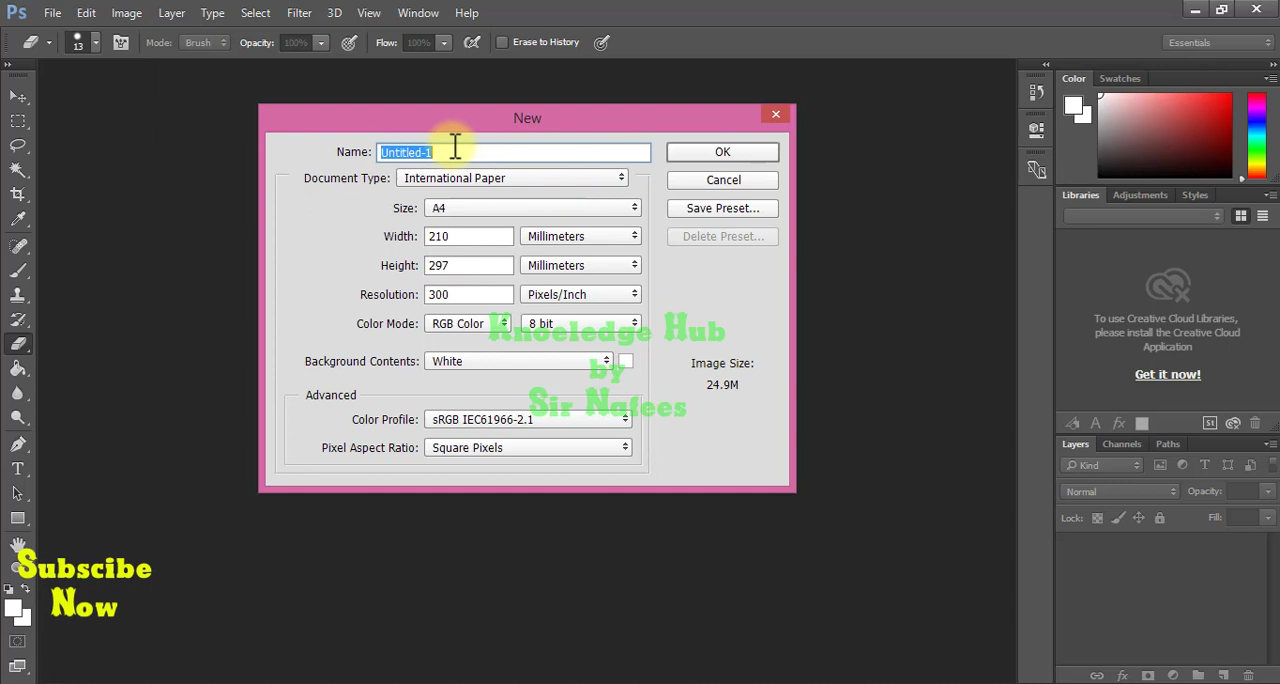 Ps File Edit Image Layer Type Select Filter 3D View Window Help
13 Mode: Brush Opacity: 100% Flow: 100% Erase to History Essentials
New
Name: Untitled-1 OK
Document Type: International Paper Cancel
Size: A4 Save Preset...
Width: 210 Millimeters Delete Preset...
Height: 297 Millimeters
Resolution: 300 Pixels/Inch
Color Mode: RGB Color 8 bit
Background Contents: White
Image Size:
24.9M
Advanced
Color Profile: sRGB IEC61966-2.1
Pixel Aspect Ratio: Square Pixels
Knoeledge Hub
by
Sir Nafees
Color Swatches
Libraries Adjustments Styles
To use Creative Cloud Libraries,
please install the Creative Cloud
Application
Get it now!
St
Layers Channels Paths
Kind
Normal Opacity:
Lock: Fill:
Subscibe
Now